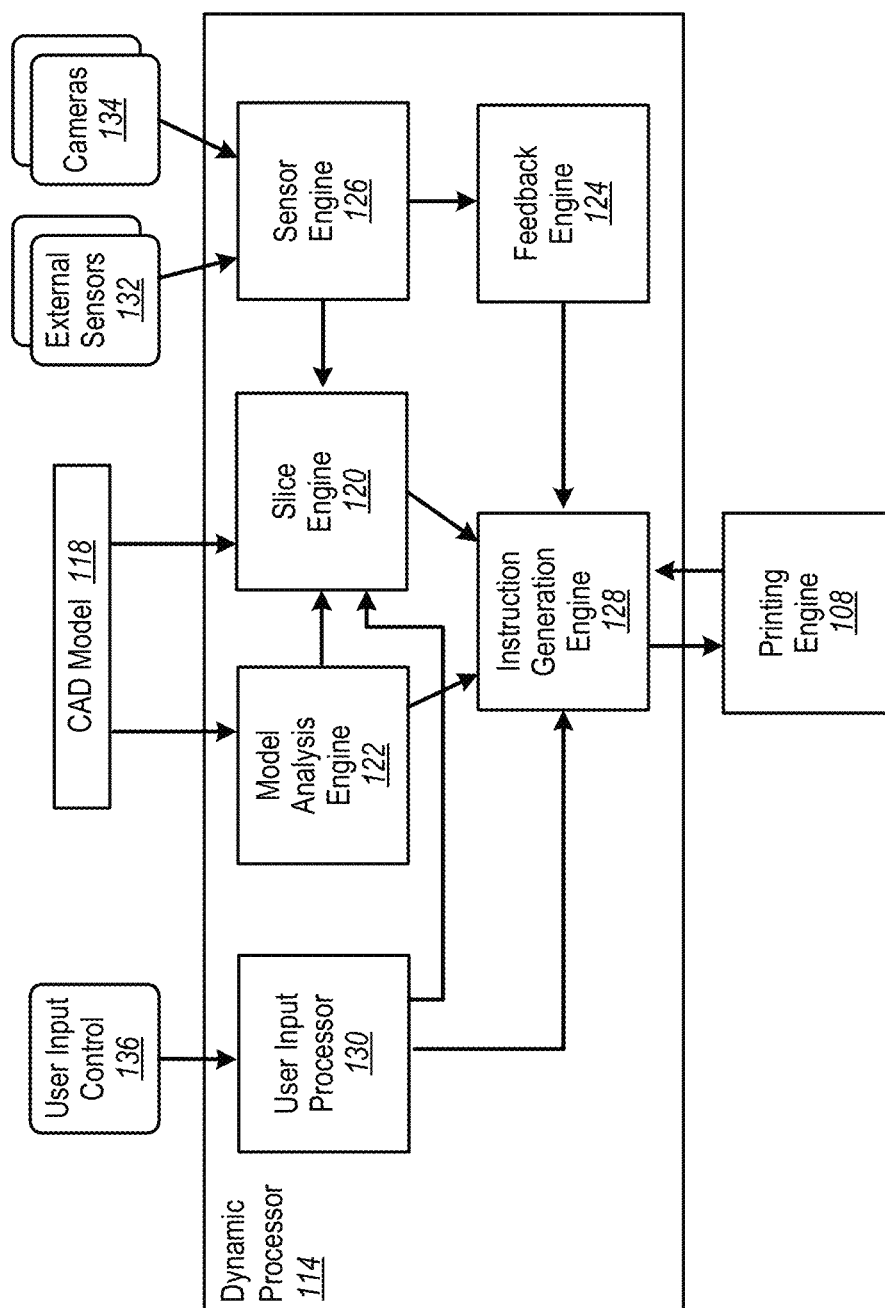 User Input
Control
136
CAD Model 118
External
Sensors
132
Cameras
134
Dynamic
Processor
114
User Input
Processor
130
Model
Analysis
Engine
122
Slice
Engine
120
Sensor
Engine
126
Instruction
Generation
Engine
128
Feedback
Engine
124
Printing
Engine
108